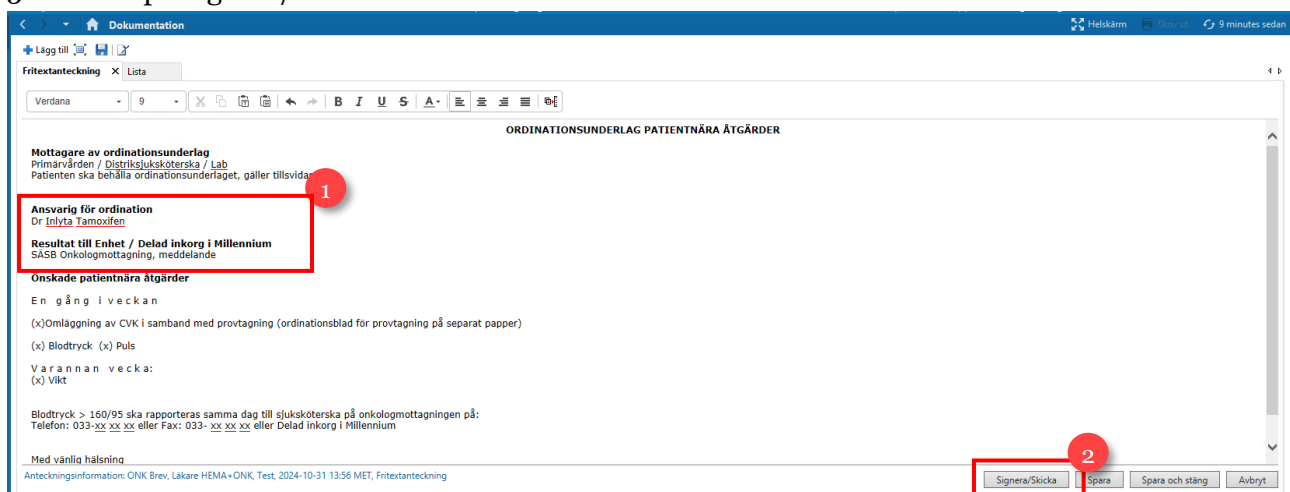 Dokumentation
Helskärm Skriv ut 9 minutes sedan
Lägg till
Fritextanteckning X Lista
Verdana 9 B I U S A
ORDINATIONSUNDERLAG PATIENTNÄRA ÅTGÄRDER
Mottagare av ordinationsunderlag
Primärvården / Distriksjuksköterska / Lab
Patienten ska behålla ordinationsunderlaget, gäller tillsvidar
1
Ansvarig för ordination
Dr Inlyta Tamoxifen
Resultat till Enhet / Delad inkorg i Millennium
SÄSB Onkologmottagning, meddelande
Önskade patientnära åtgärder
En gång i veckan
(x)Omläggning av CVK i samband med provtagning (ordinationsblad för provtagning på separat papper)
(x) Blodtryck (x) Puls
Varannan vecka:
(x) Vikt
Blodtryck > 160/95 ska rapporteras samma dag till sjuksköterska på onkologmottagningen på:
Telefon: 033-xx xx xx eller Fax: 033- xx xx xx eller Delad inkorg i Millennium
Med vänlig hälsning
2
Anteckningsinformation: ONK Brev, Läkare HEMA+ONK, Test, 2024-10-31 13:56 MET, Fritextanteckning
Signera/Skicka Spara Spara och stäng Avbryt